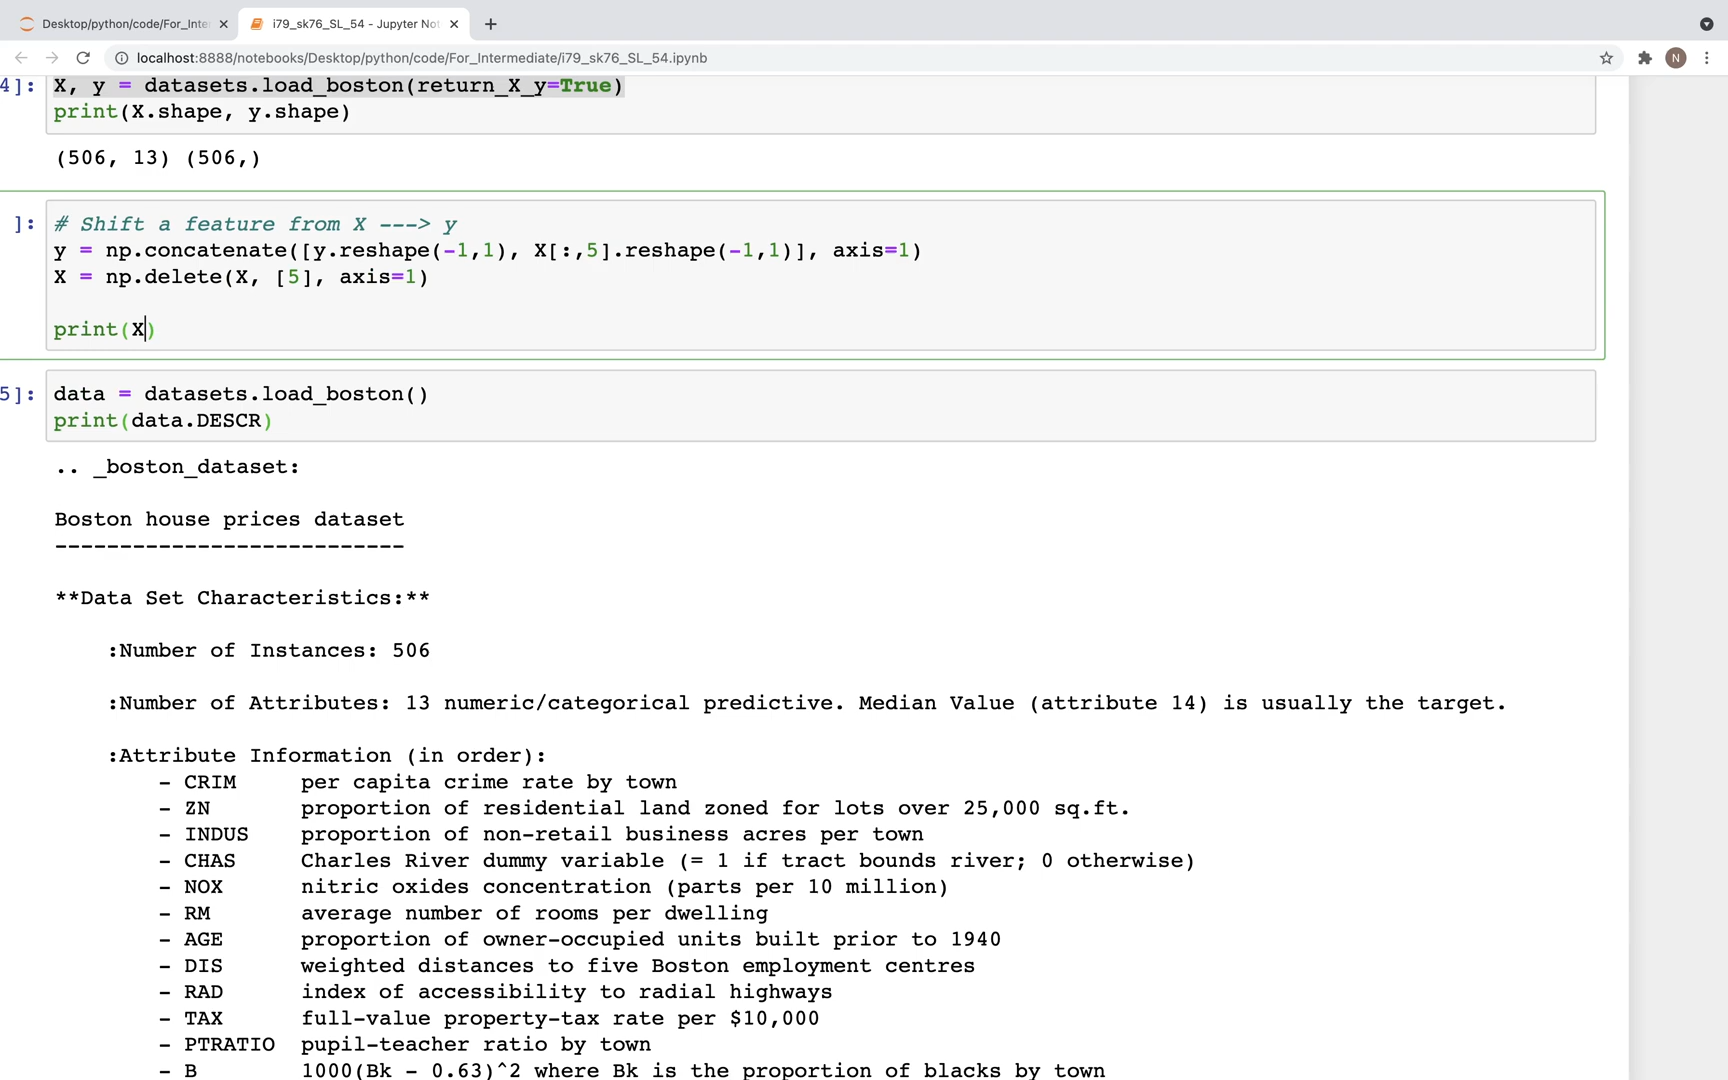 Desktop/python/code/For_Inte
i79_sk76_SL_54 - Jupyter Not
localhost:8888/notebooks/Desktop/python/code/For_Intermediate/i79_sk76_SL_54.ipynb
N
4]: X, y = datasets.load_boston(return_X_y=True)
print(X.shape, y.shape)
(506, 13) (506,)
]: # Shift a feature from X ---> y
y = np.concatenate([y.reshape(-1,1), X[:,5].reshape(-1,1)], axis=1)
X = np.delete(X, [5], axis=1)
print(X)
5]: data = datasets.load_boston()
print(data.DESCR)
.. _boston_dataset:
Boston house prices dataset
---------------------------
**Data Set Characteristics:**
:Number of Instances: 506
:Number of Attributes: 13 numeric/categorical predictive. Median Value (attribute 14) is usually the target.
:Attribute Information (in order):
- CRIM per capita crime rate by town
- ZN proportion of residential land zoned for lots over 25,000 sq.ft.
- INDUS proportion of non-retail business acres per town
- CHAS Charles River dummy variable (= 1 if tract bounds river; 0 otherwise)
- NOX nitric oxides concentration (parts per 10 million)
- RM average number of rooms per dwelling
- AGE proportion of owner-occupied units built prior to 1940
- DIS weighted distances to five Boston employment centres
- RAD index of accessibility to radial highways
- TAX full-value property-tax rate per $10,000
- PTRATIO pupil-teacher ratio by town
- B 1000(Bk - 0.63)^2 where Bk is the proportion of blacks by town